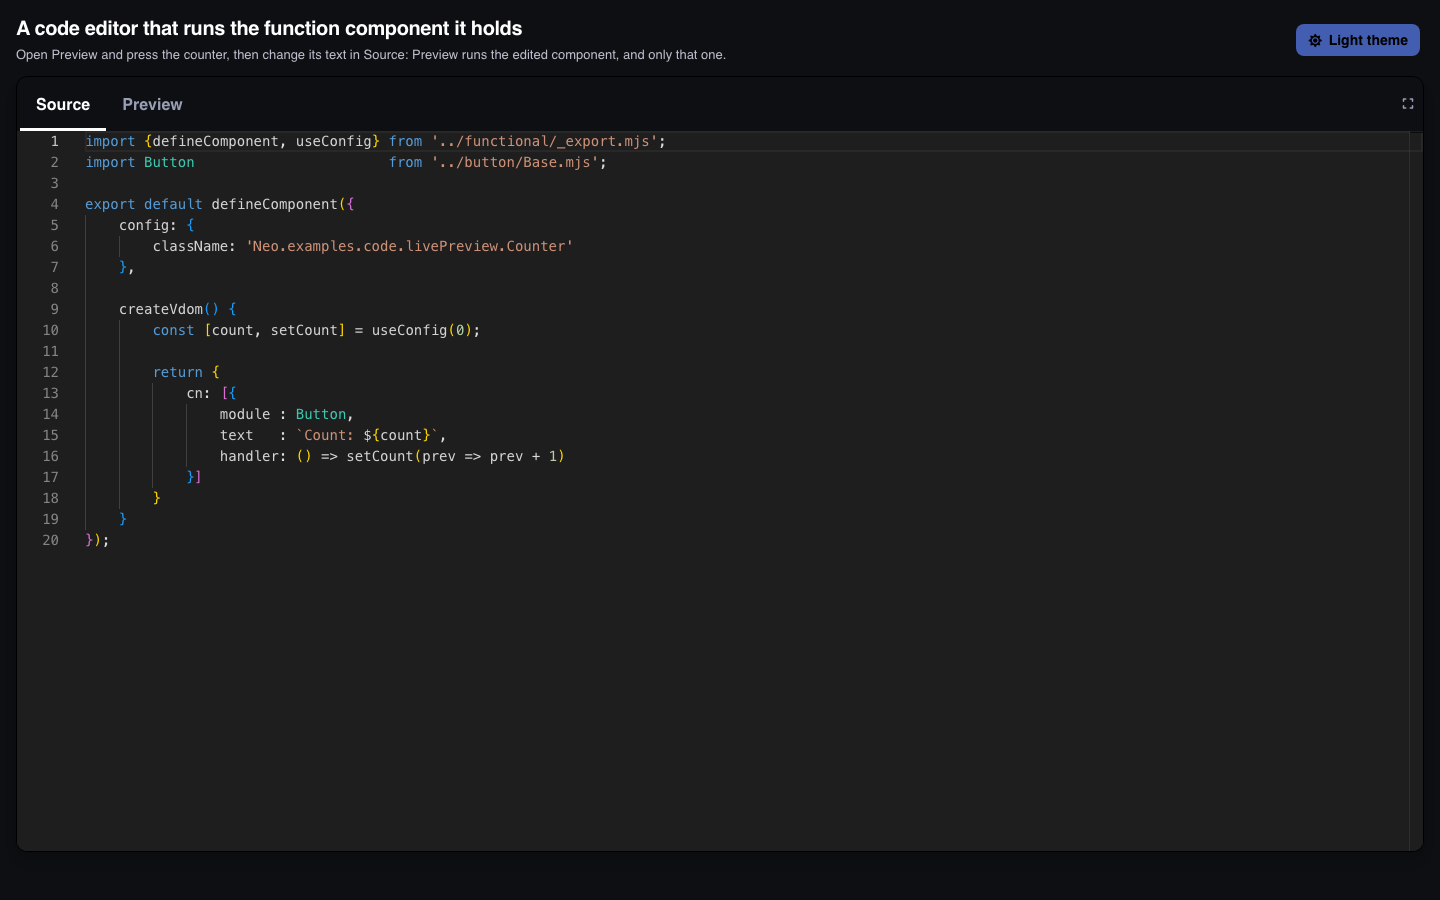 A code editor that runs the function component it holds
Open Preview and press the counter, then change its text in Source: Preview runs the edited component, and only that one.
Light theme
Source Preview
1 import {defineComponent, useConfig} from '../functional/_export.mjs';
2 import Button                       from '../button/Base.mjs';
3
4 export default defineComponent({
5     config: {
6         className: 'Neo.examples.code.livePreview.Counter'
7     },
8
9     createVdom() {
10         const [count, setCount] = useConfig(0);
11
12         return {
13             cn: [{
14                 module : Button,
15                 text   : `Count: ${count}`,
16                 handler: () => setCount(prev => prev + 1)
17             }]
18         }
19     }
20 });